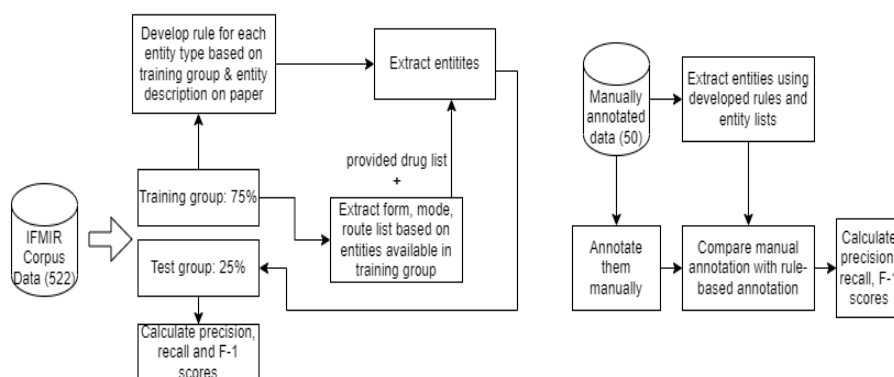 Develop rule for each
entity type based on
training group & entity
description on paper
Extract entitites
provided drug list
+
Training group: 75%
Extract form, mode,
route list based on
entities available in
training group
IFMIR
Corpus
Data (522)
Test group: 25%
Calculate precision,
recall and F-1
scores
Manually
annotated
data (50)
Extract entities using
developed rules and
entity lists
Annotate
them
manually
Compare manual
annotation with rule-
based annotation
Calculate
precision,
recall, F-1
scores